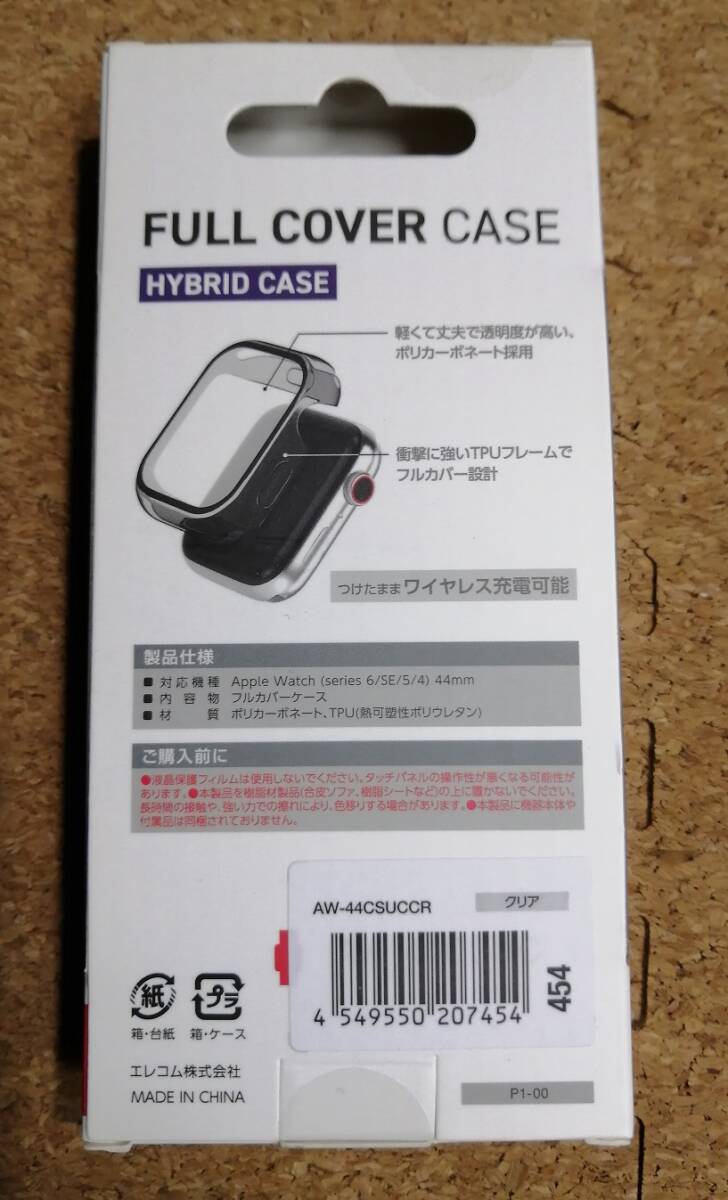 FULL COVER CASE
HYBRID CASE
軽くて丈夫で透明度が高い、
ポリカーボネート採用
衝撃に強いTPUフレームで
フルカバー設計
つけたままワイヤレス充電可能
製品仕様
■対応機種 Apple Watch (series 6/SE/5/4) 44mm
■内容物 フルカバーケース
■材質 ポリカーボネート、TPU(熱可塑性ポリウレタン)
ご購入前に
●液晶保護フィルムは使用しないでください。タッチパネルの操作性が悪くなる可能性が
あります。●本製品を樹脂材製品(合皮ソファ、樹脂シートなど)の上に置かないでください。
長時間の接触や、強い力での擦れにより、色移りする場合があります。●本製品に機器本体や
付属品は同梱されておりません。
AW-44CSUCCR クリア
4 549550 207454
454
紙 プラ
箱・台紙 箱・ケース
エレコム株式会社
MADE IN CHINA
P1-00